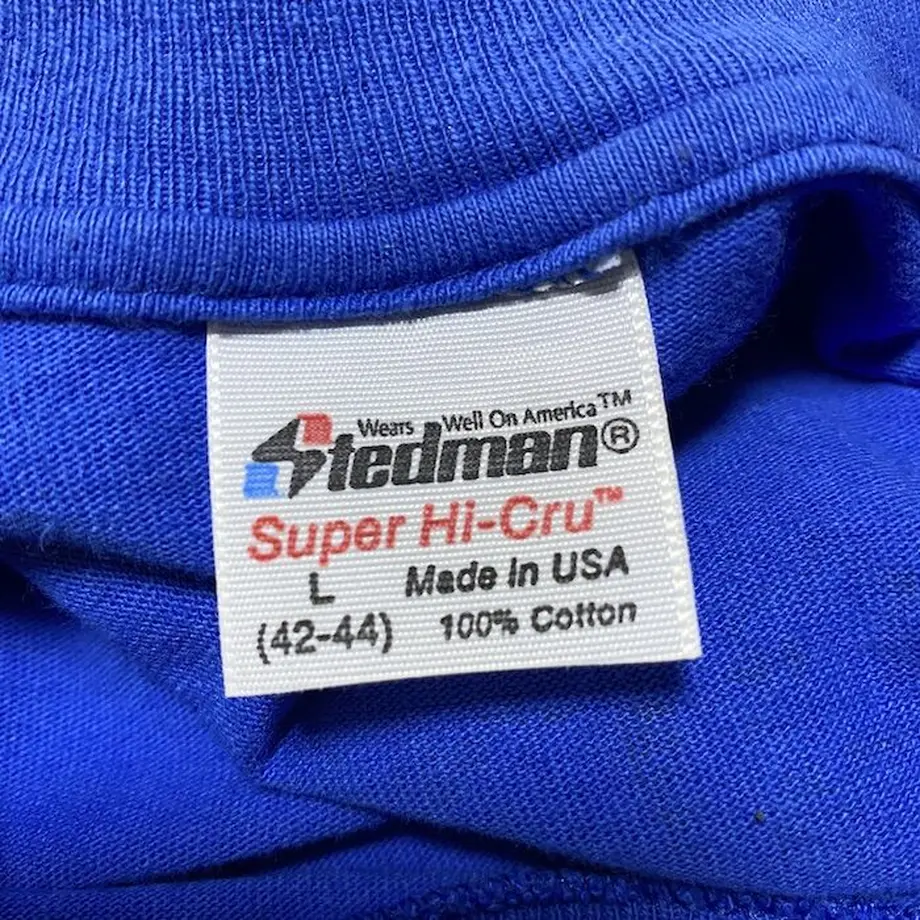 Wears Well On America™
Stedman®
Super Hi-Cru™
L Made In USA
(42-44) 100% Cotton